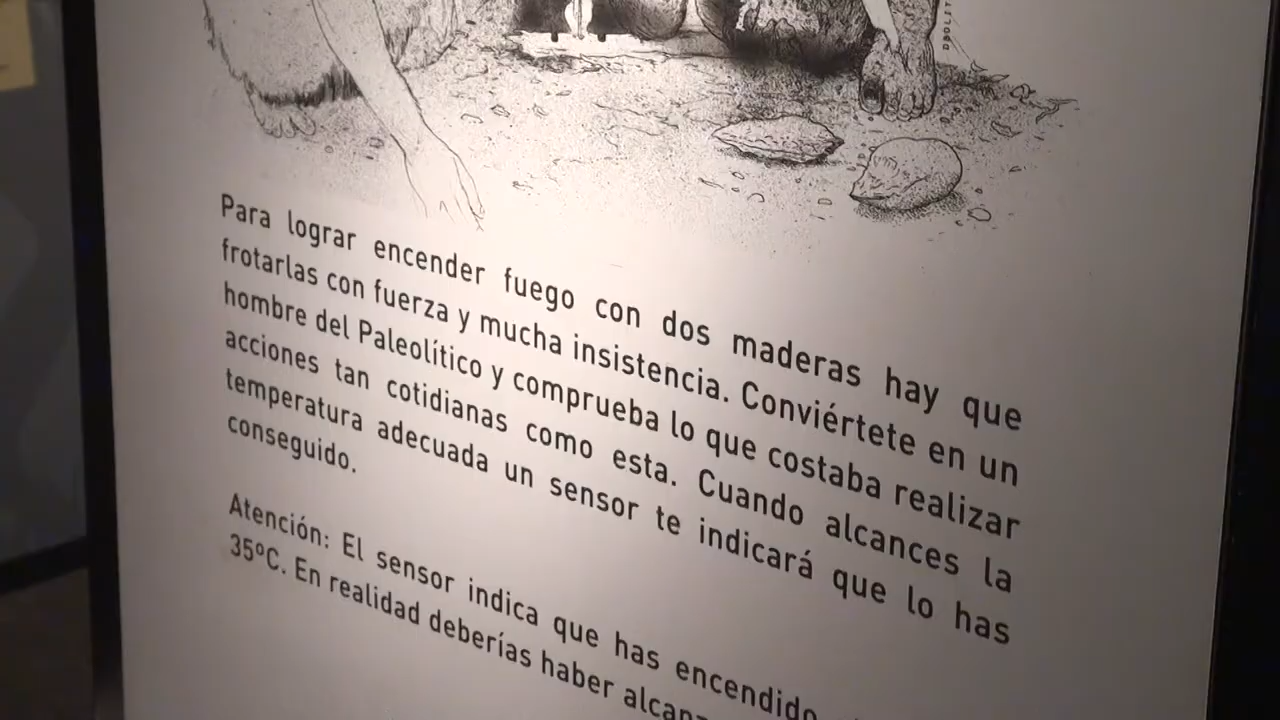 Para lograr encender fuego con dos maderas hay que
frotarlas con fuerza y mucha insistencia. Conviértete en un
hombre del Paleolítico y comprueba lo que costaba realizar
acciones tan cotidianas como esta. Cuando alcances la
temperatura adecuada un sensor te indicará que lo has
conseguido.
Atención: El sensor indica que has encendido
35ºC. En realidad deberías haber